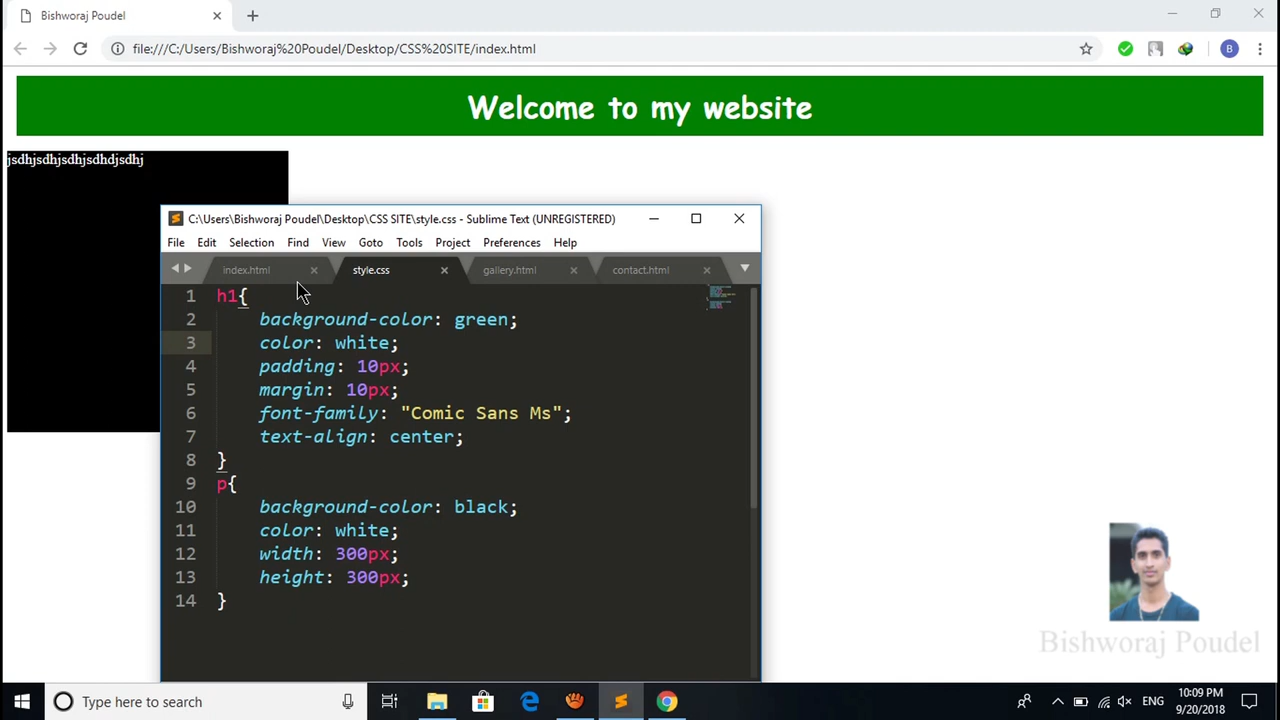 Bishworaj Poudel
file:///C:/Users/Bishworaj%20Poudel/Desktop/CSS%20SITE/index.html
B
Welcome to my website
jsdhjsdhjsdhjsdhdjsdhj
C:\Users\Bishworaj Poudel\Desktop\CSS SITE\style.css - Sublime Text (UNREGISTERED)
File Edit Selection Find View Goto Tools Project Preferences Help
index.html style.css gallery.html contact.html
1 h1{
2 background-color: green;
3 color: white;
4 padding: 10px;
5 margin: 10px;
6 font-family: "Comic Sans Ms";
7 text-align: center;
8 }
9 p{
10 background-color: black;
11 color: white;
12 width: 300px;
13 height: 300px;
14 }
Bishworaj Poudel
Type here to search
ENG
10:09 PM
9/20/2018